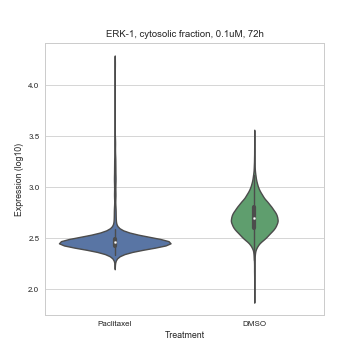 ERK-1, cytosolic fraction, 0.1uM, 72h
4.0
3.5
3.0
2.5
2.0
Expression (log10)
Paclitaxel
DMSO
Treatment